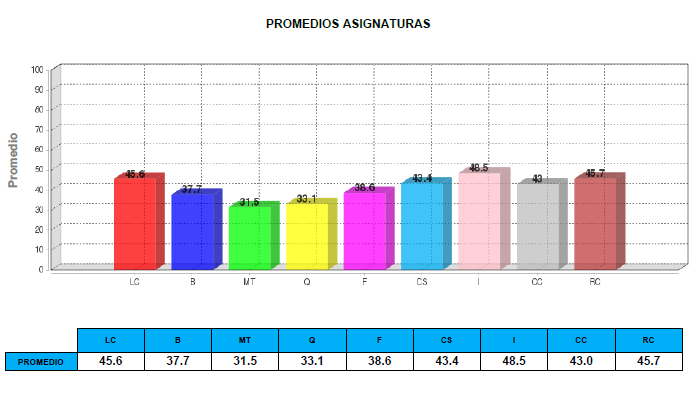 PROMEDIOS ASIGNATURAS
Promedio
100
90
80
70
60
50
40
30
20
10
0
45.6 37.7 31.5 33.1 38.6 43.4 48.5 43 45.7
LC B MT Q F CS I CC RC
LC B MT Q F CS I CC RC
PROMEDIO 45.6 37.7 31.5 33.1 38.6 43.4 48.5 43.0 45.7